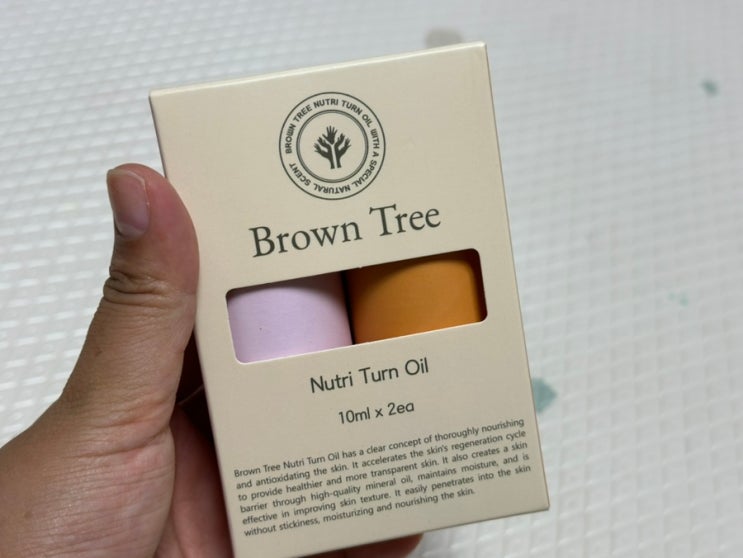 BROWN TREE NUTRI TURN OIL WITH A SPECIAL NATURAL SCENT
Brown Tree
Nutri Turn Oil
10ml x 2ea
Brown Tree Nutri Turn Oil has a clear concept of thoroughly nourishing
and antioxidating the skin. It accelerates the skin's regeneration cycle
to provide healthier and more transparent skin. It also creates a skin
barrier through high-quality mineral oil, maintains moisture, and is
effective in improving skin texture. It easily penetrates into the skin
without stickiness, moisturizing and nourishing the skin.